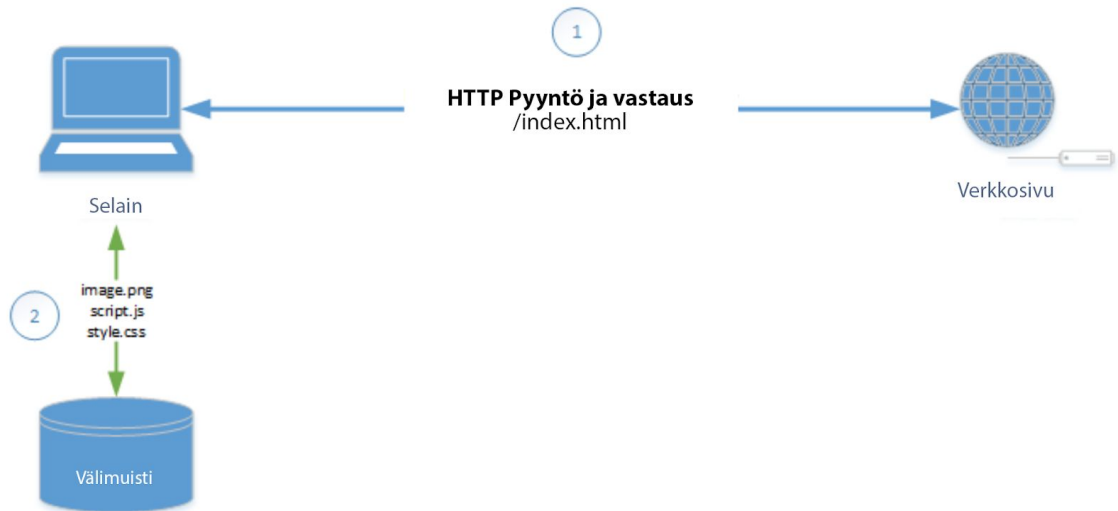 1
HTTP Pyyntö ja vastaus
/index.html
Selain
Verkkosivu
image.png
script.js
style.css
2
Välimuisti